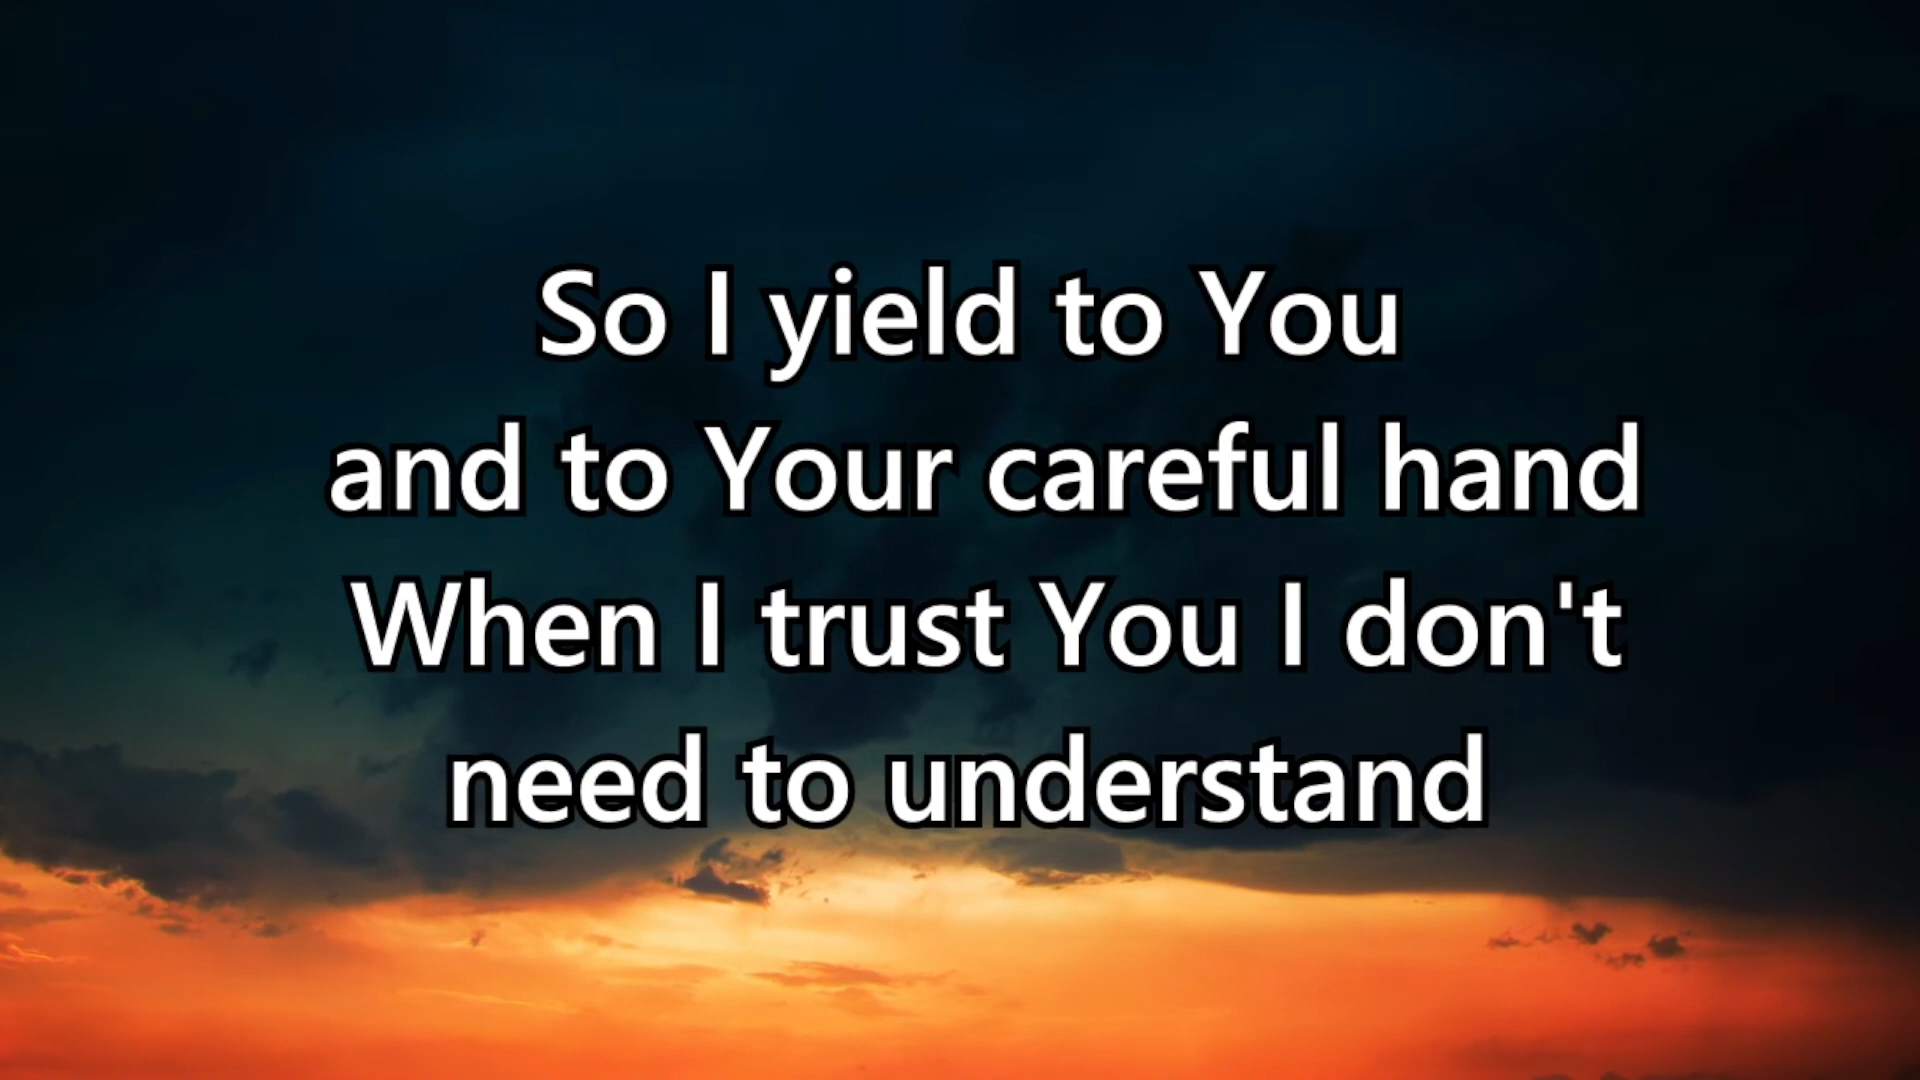 So I yield to You
and to Your careful hand
When I trust You I don't
need to understand